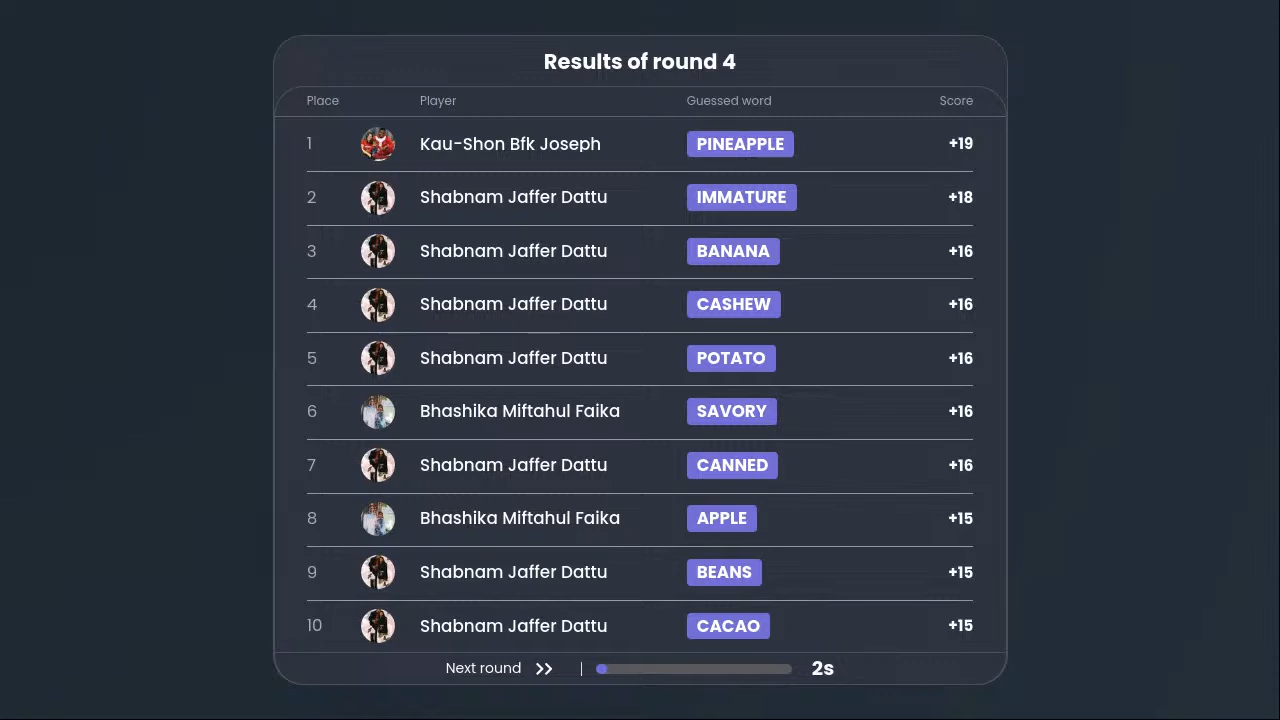 Results of round 4
Place Player Guessed word Score
1 Kau-Shon Bfk Joseph PINEAPPLE +19
2 Shabnam Jaffer Dattu IMMATURE +18
3 Shabnam Jaffer Dattu BANANA +16
4 Shabnam Jaffer Dattu CASHEW +16
5 Shabnam Jaffer Dattu POTATO +16
6 Bhashika Miftahul Faika SAVORY +16
7 Shabnam Jaffer Dattu CANNED +16
8 Bhashika Miftahul Faika APPLE +15
9 Shabnam Jaffer Dattu BEANS +15
10 Shabnam Jaffer Dattu CACAO +15
Next round 2s